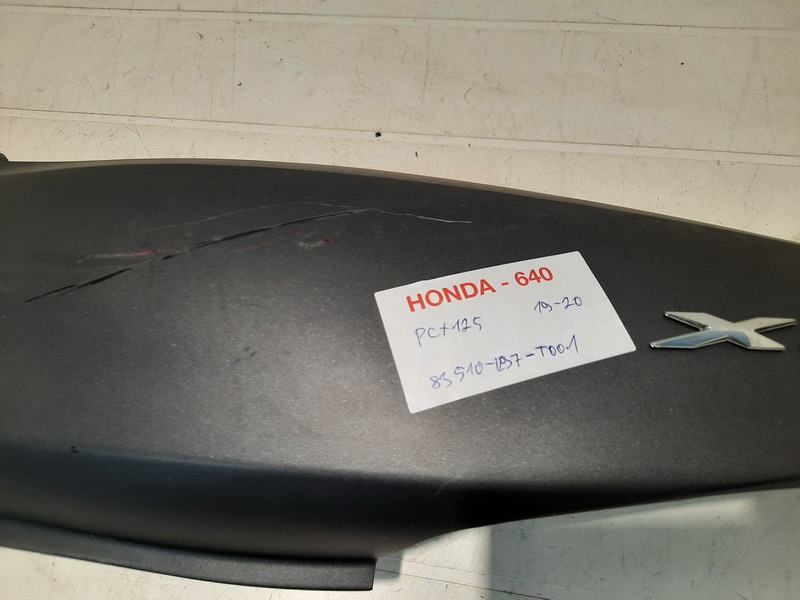 HONDA - 640
PCX125 19-20
83510-K97-T001
X